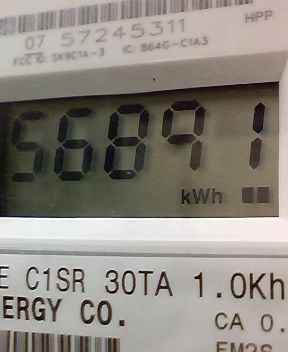 HPP
07 57245311
FCC ID: SK9C1A-3 IC: 864G-C1A3
56891
kWh
E C1SR 30TA 1.0Kh
ERGY CO. CA 0.
FM2S